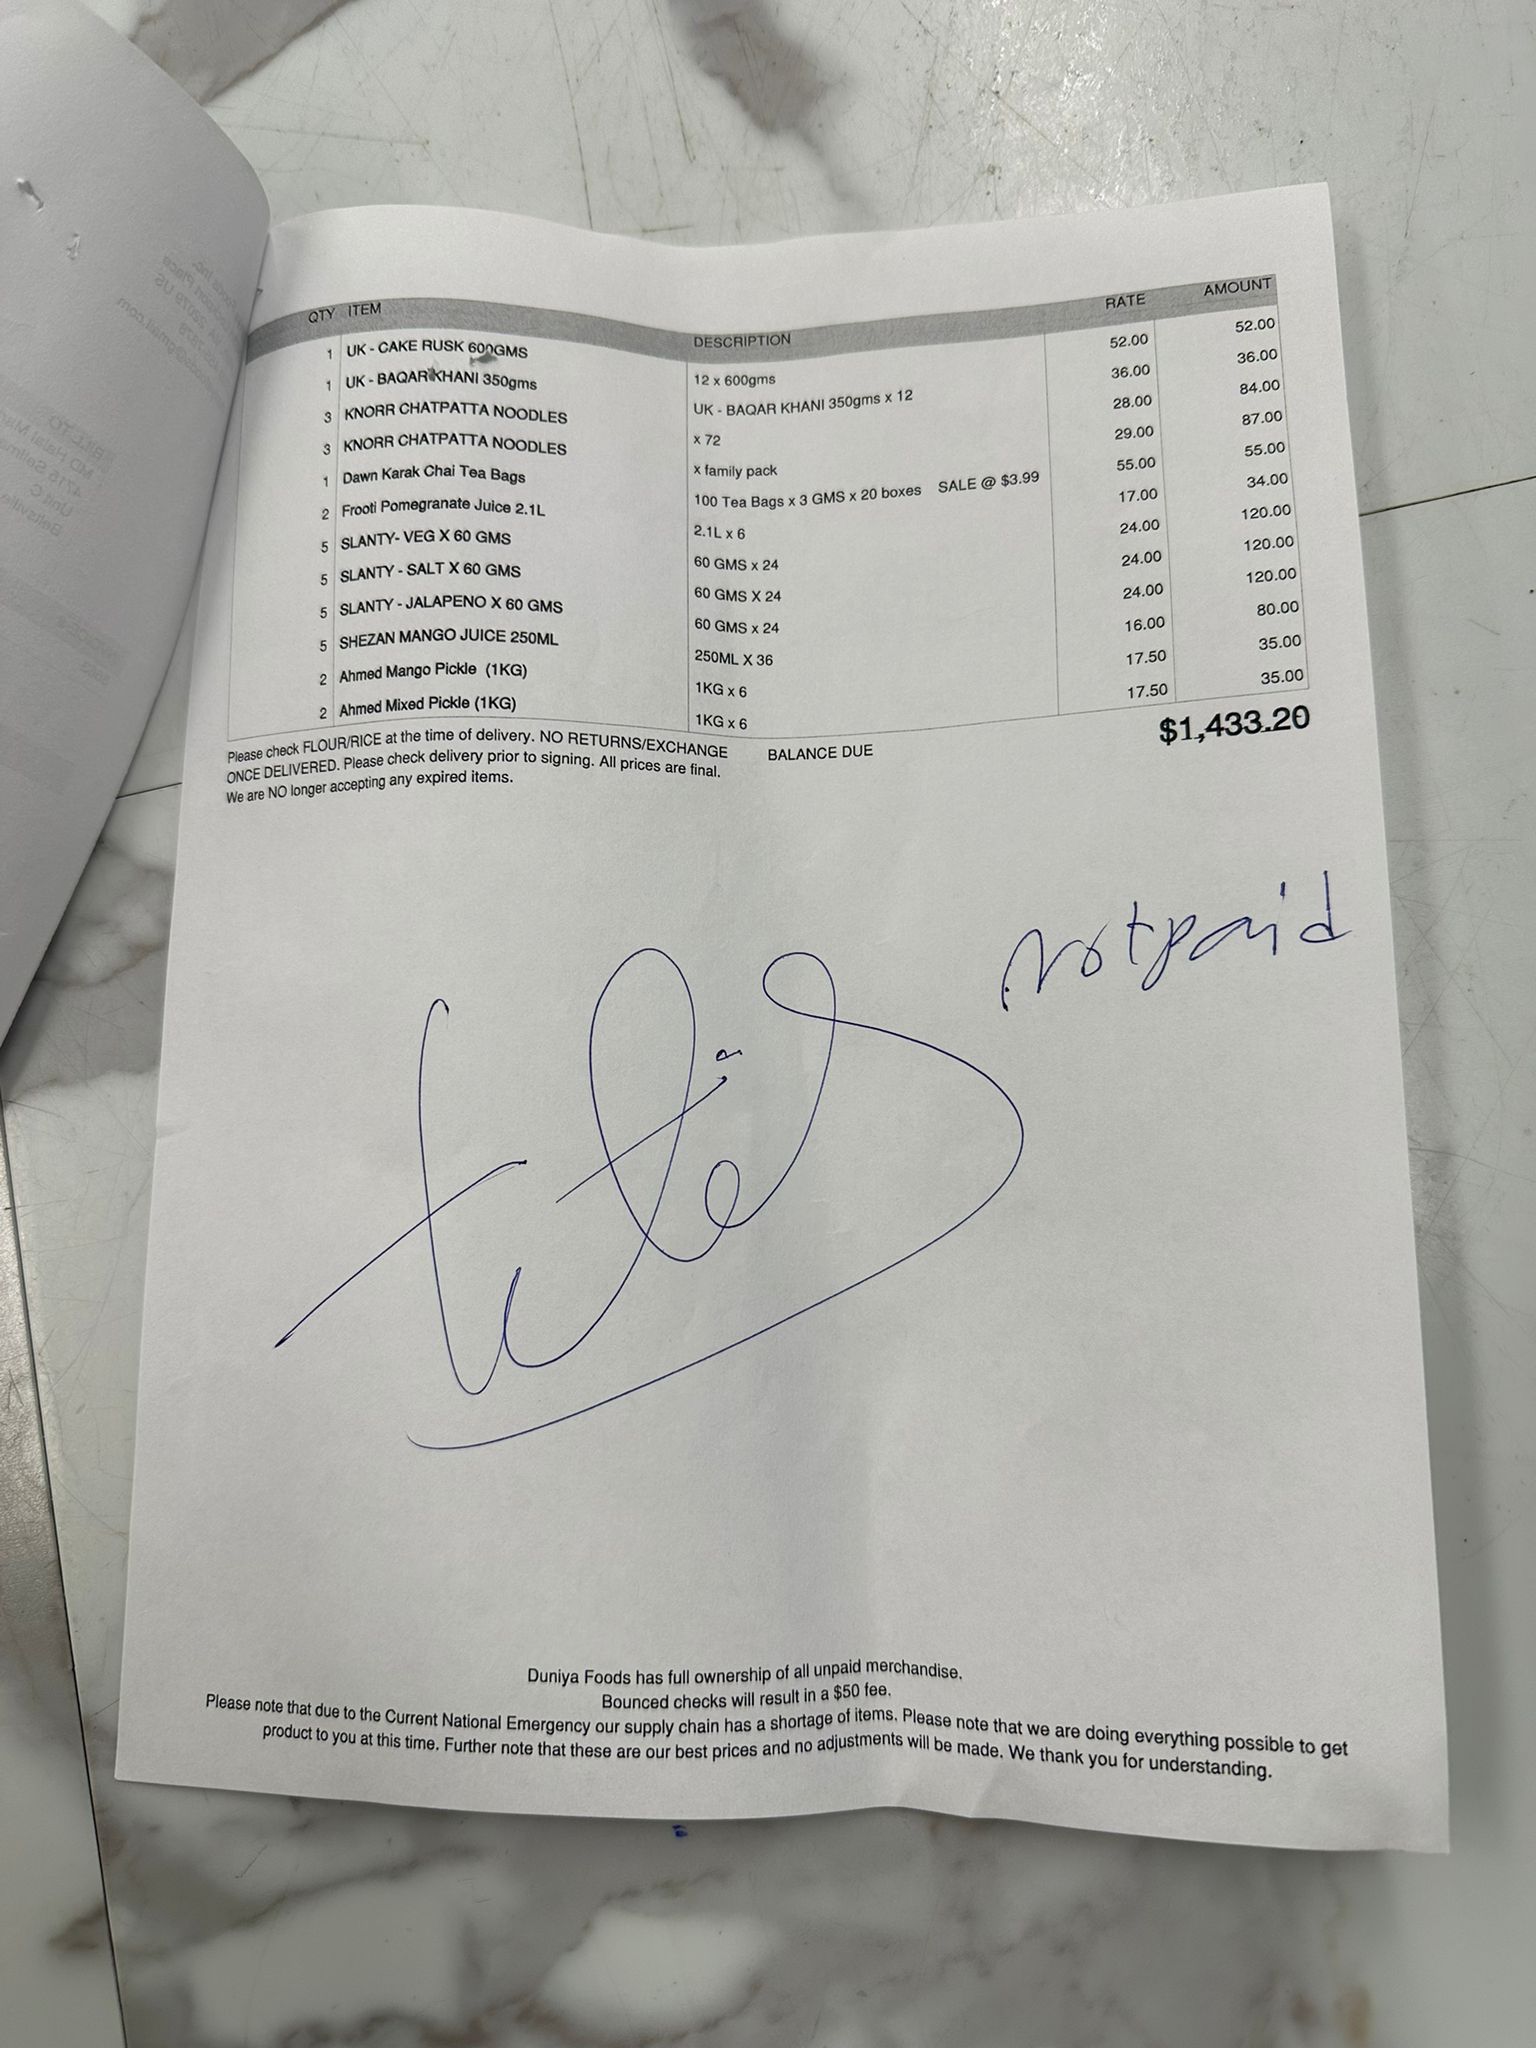 QTY ITEM DESCRIPTION RATE AMOUNT
1 UK - CAKE RUSK 600GMS 12 x 600gms 52.00 52.00
1 UK - BAQAR KHANI 350gms UK - BAQAR KHANI 350gms x 12 36.00 36.00
3 KNORR CHATPATTA NOODLES x 72 28.00 84.00
3 KNORR CHATPATTA NOODLES x family pack 29.00 87.00
1 Dawn Karak Chai Tea Bags 100 Tea Bags x 3 GMS x 20 boxes SALE @ $3.99 55.00 55.00
2 Frooti Pomegranate Juice 2.1L 2.1L x 6 17.00 34.00
5 SLANTY- VEG X 60 GMS 60 GMS x 24 24.00 120.00
5 SLANTY - SALT X 60 GMS 60 GMS X 24 24.00 120.00
5 SLANTY - JALAPENO X 60 GMS 60 GMS x 24 24.00 120.00
5 SHEZAN MANGO JUICE 250ML 250ML X 36 16.00 80.00
2 Ahmed Mango Pickle (1KG) 1KG x 6 17.50 35.00
2 Ahmed Mixed Pickle (1KG) 1KG x 6 17.50 35.00
Please check FLOUR/RICE at the time of delivery. NO RETURNS/EXCHANGE
ONCE DELIVERED. Please check delivery prior to signing. All prices are final.
We are NO longer accepting any expired items.
BALANCE DUE $1,433.20
Not paid
Duniya Foods has full ownership of all unpaid merchandise.
Bounced checks will result in a $50 fee.
Please note that due to the Current National Emergency our supply chain has a shortage of items. Please note that we are doing everything possible to get
product to you at this time. Further note that these are our best prices and no adjustments will be made. We thank you for understanding.